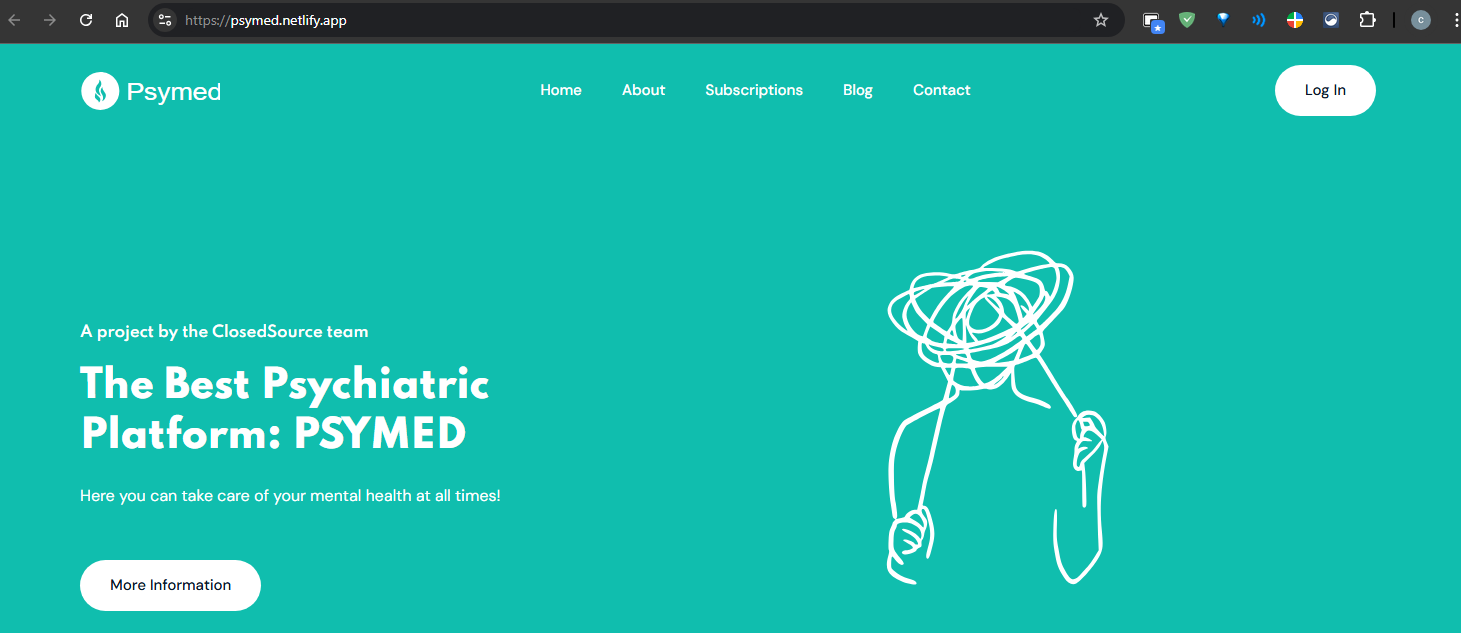 https://psymed.netlify.app
c
Psymed
Home About Subscriptions Blog Contact
Log In
A project by the ClosedSource team
The Best Psychiatric
Platform: PSYMED
Here you can take care of your mental health at all times!
More Information